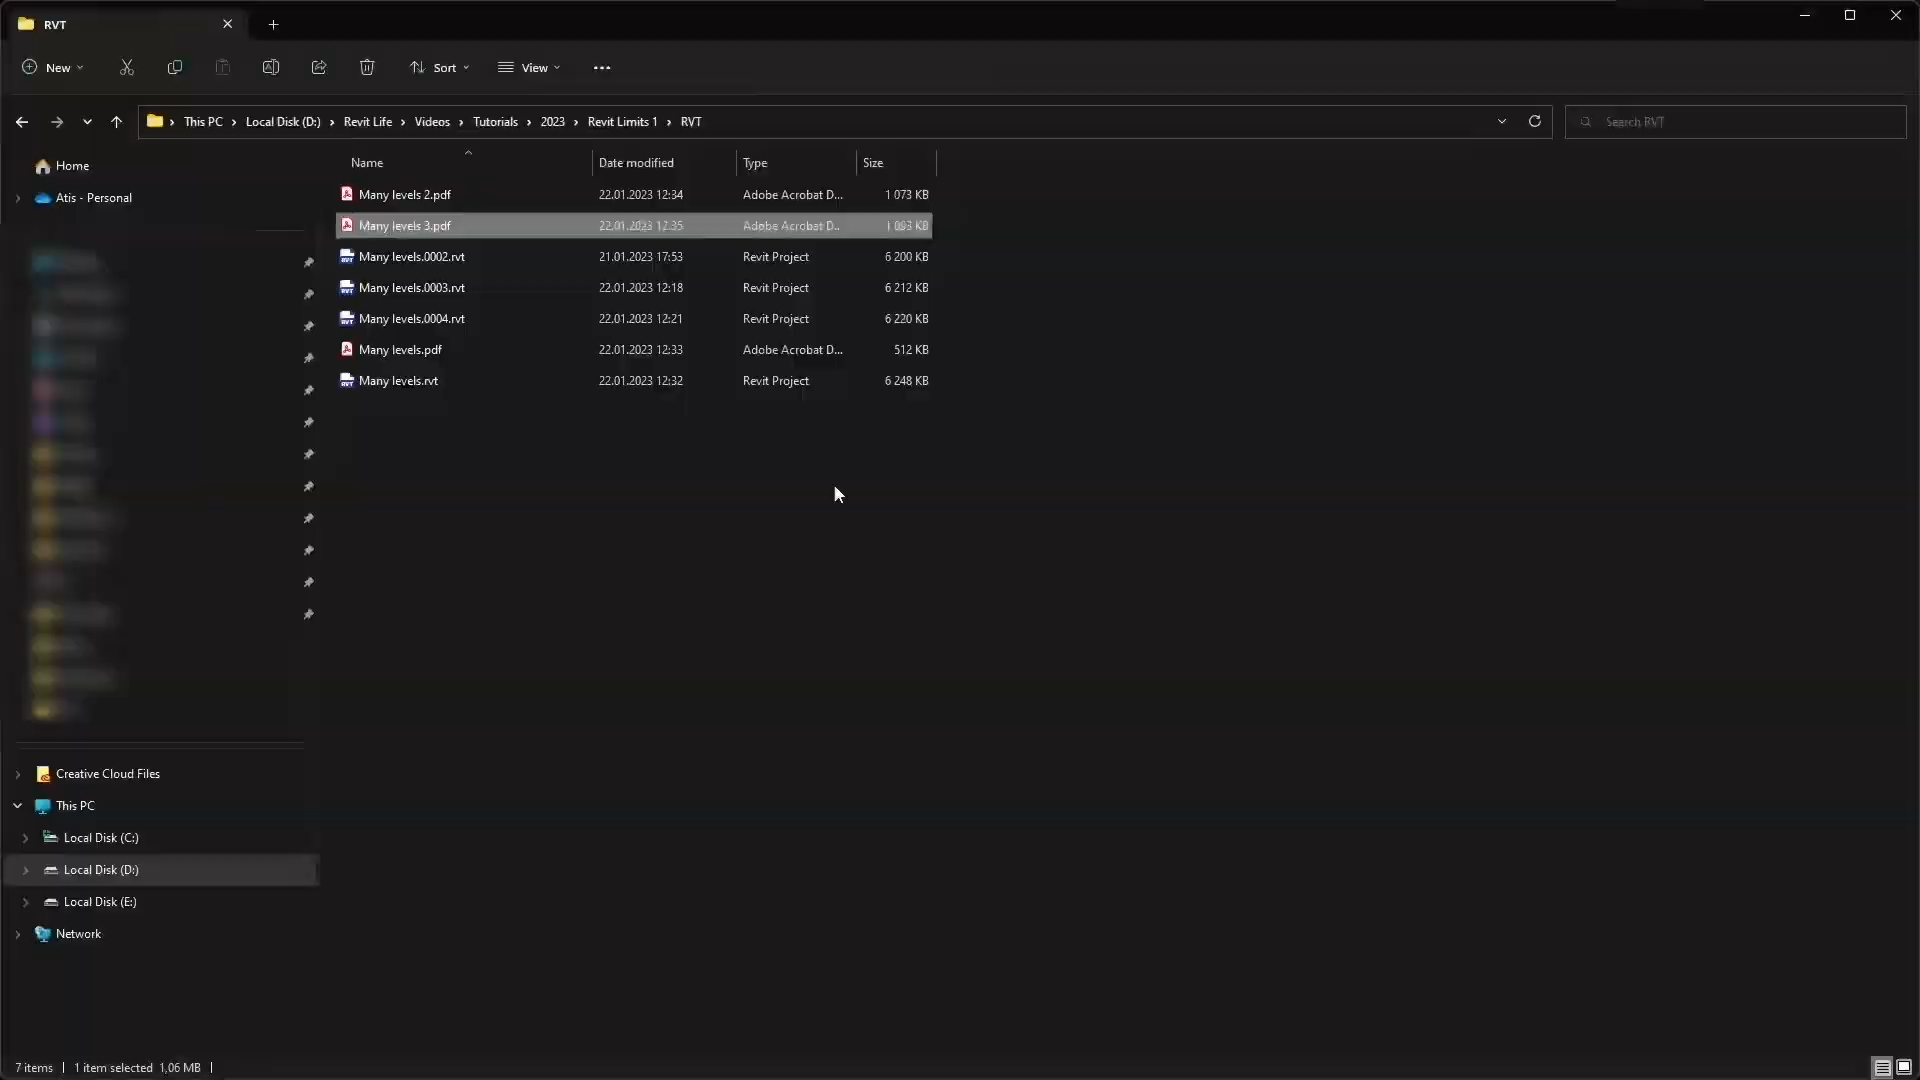 RVT
New
Sort
View
This PC > Local Disk (D:) > Revit Life > Videos > Tutorials > 2023 > Revit Limits 1 > RVT
Search RVT
Home
Atis - Personal
Name Date modified Type Size
Many levels 2.pdf 22.01.2023 12:34 Adobe Acrobat D... 1 073 KB
Many levels 3.pdf 22.01.2023 12:35 Adobe Acrobat D... KB
Many levels.0002.rvt 21.01.2023 17:53 Revit Project 6 200 KB
Many levels.0003.rvt 22.01.2023 12:18 Revit Project 6 212 KB
Many levels.0004.rvt 22.01.2023 12:21 Revit Project 6 220 KB
Many levels.pdf 22.01.2023 12:33 Adobe Acrobat D... 512 KB
Many levels.rvt 22.01.2023 12:32 Revit Project 6 248 KB
Creative Cloud Files
This PC
Local Disk (C:)
Local Disk (D:)
Local Disk (E:)
Network
7 items | 1 item selected 1,06 MB |